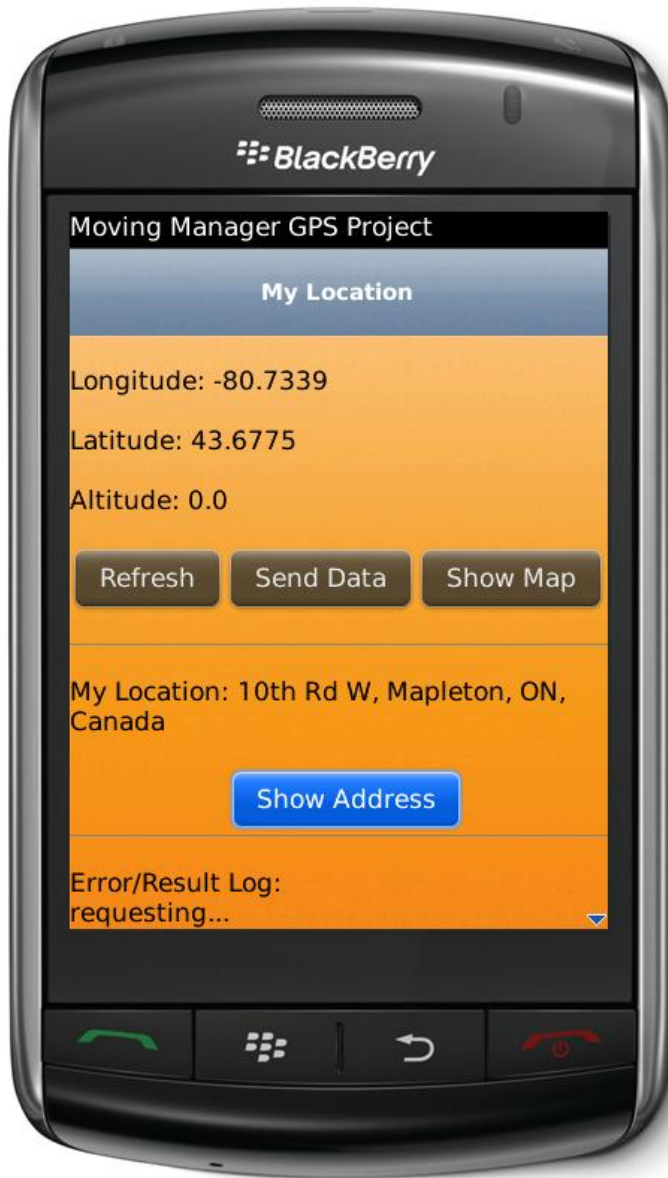 BlackBerry
Moving Manager GPS Project
My Location
Longitude: -80.7339
Latitude: 43.6775
Altitude: 0.0
Refresh Send Data Show Map
My Location: 10th Rd W, Mapleton, ON,
Canada
Show Address
Error/Result Log:
requesting...